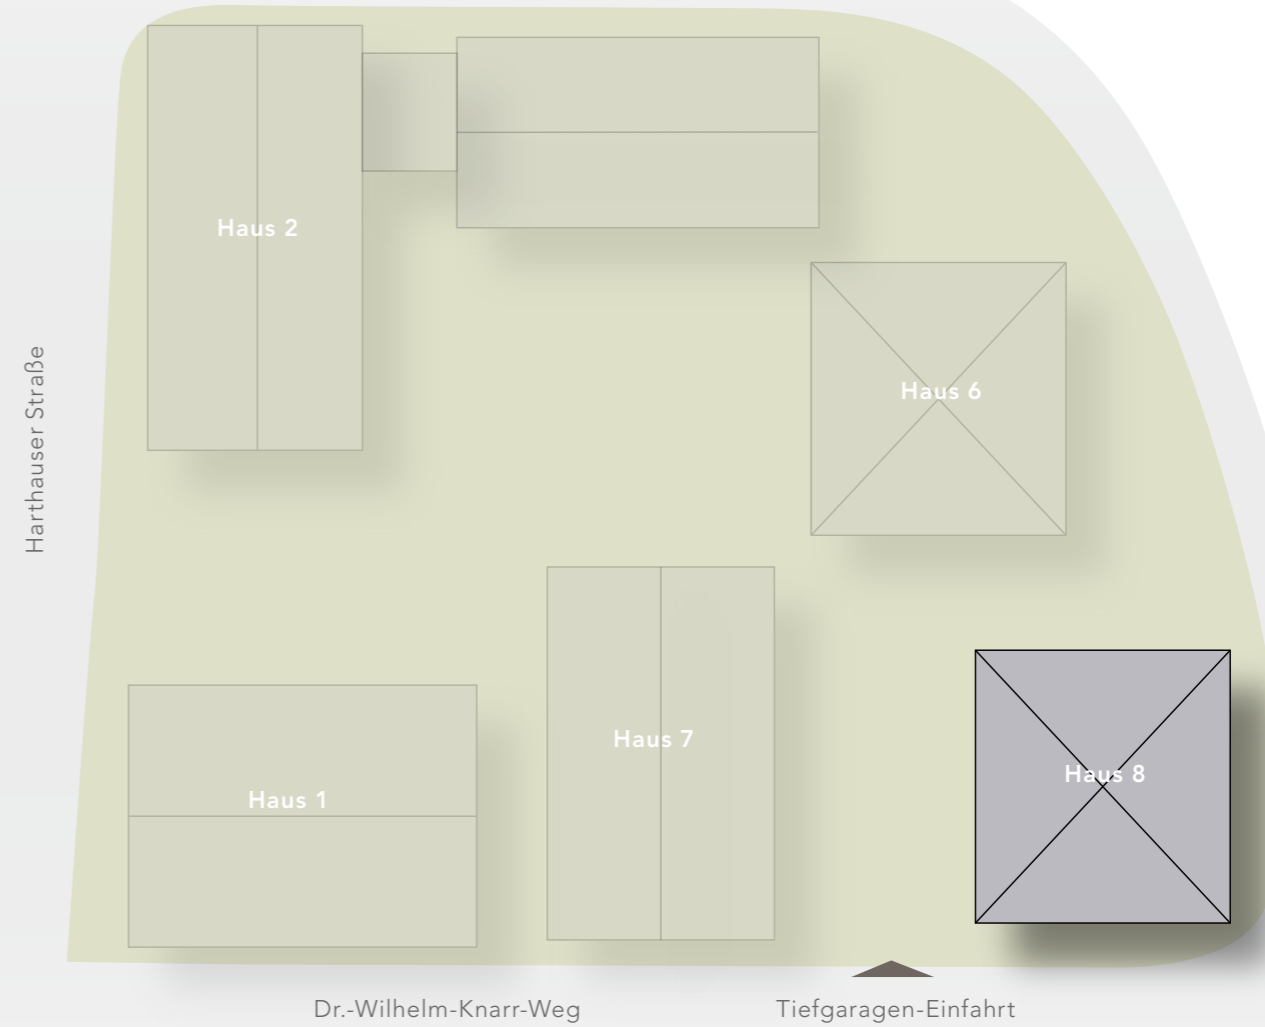 Haus 2
Harthauser Straße
Haus 6
Haus 7
Haus 8
Haus 1
Dr.-Wilhelm-Knarr-Weg
Tiefgaragen-Einfahrt